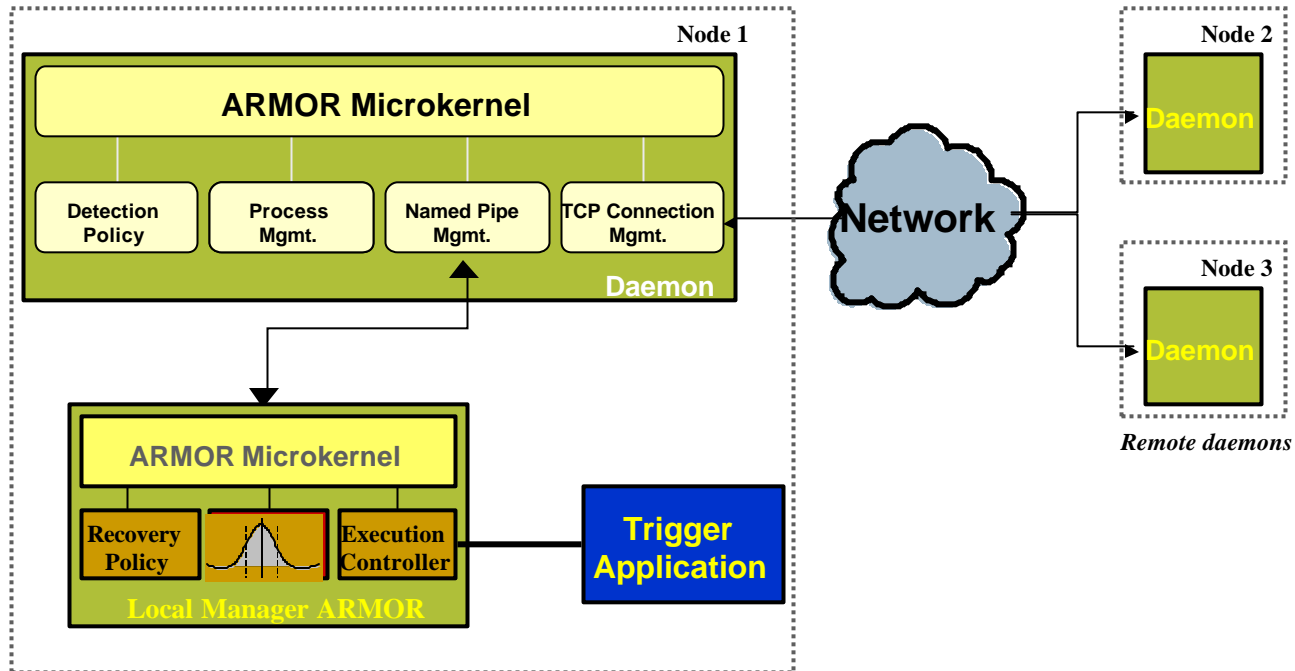 Node 1
ARMOR Microkernel
Detection
Policy
Process
Mgmt.
Named Pipe
Mgmt.
TCP Connection
Mgmt.
Daemon
Network
Node 2
Daemon
Node 3
Daemon
Remote daemons
ARMOR Microkernel
Recovery
Policy
Execution
Controller
Local Manager ARMOR
Trigger
Application